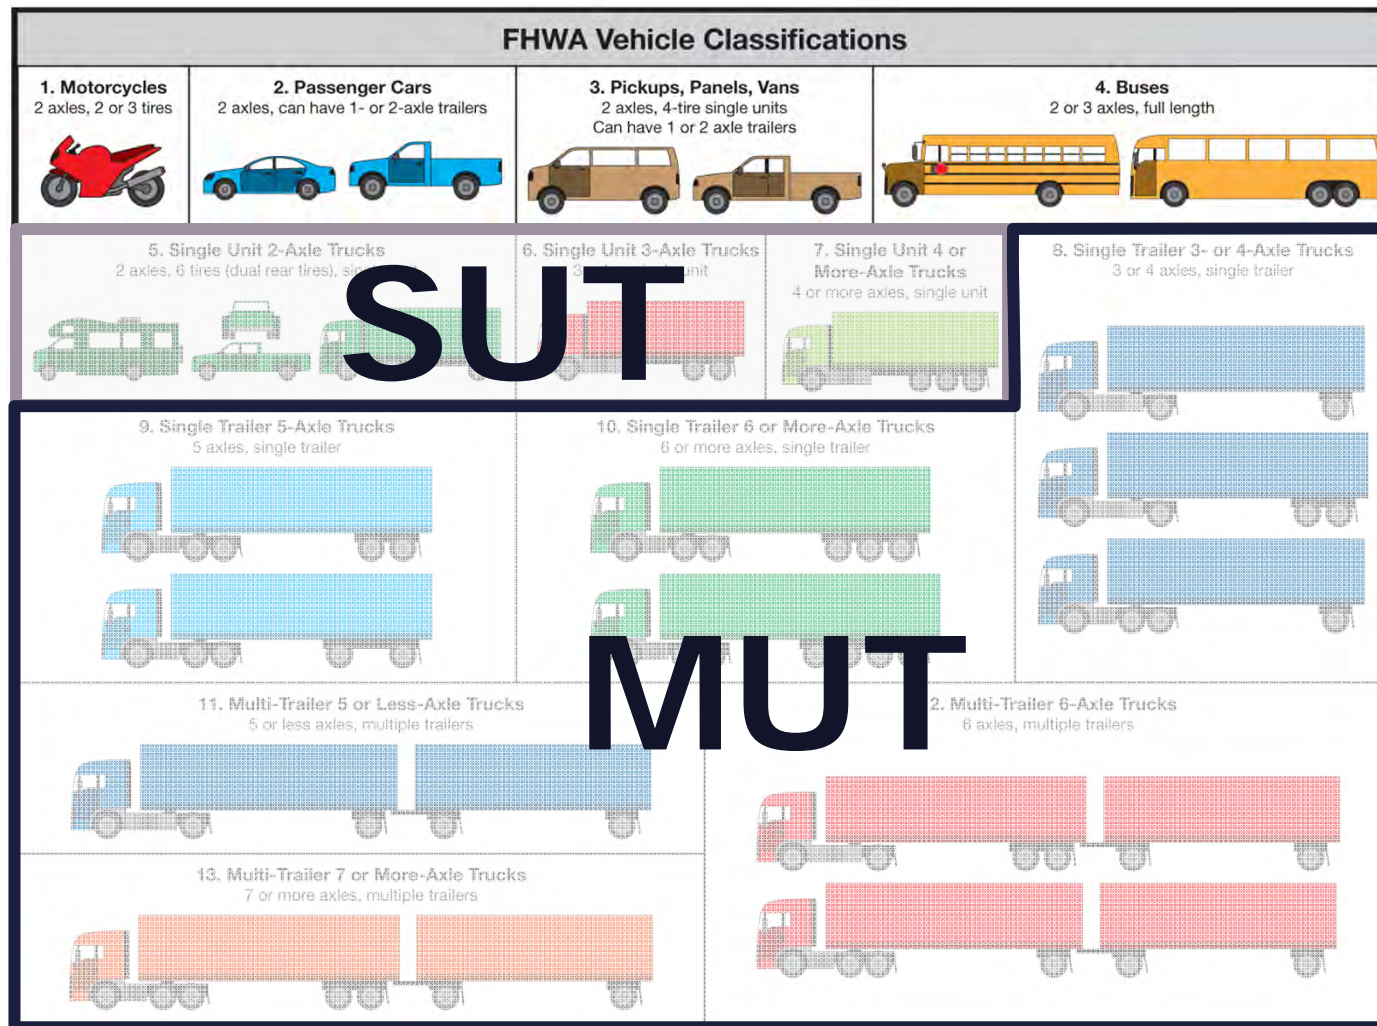 FHWA Vehicle Classifications
1. Motorcycles
2 axles, 2 or 3 tires
2. Passenger Cars
2 axles, can have 1- or 2-axle trailers
3. Pickups, Panels, Vans
2 axles, 4-tire single units
Can have 1 or 2 axle trailers
4. Buses
2 or 3 axles, full length
5. Single Unit 2-Axle Trucks
2 axles, 6 tires (dual rear tires),
6. Single Unit 3-Axle Trucks
7. Single Unit 4 or
More-Axle Trucks
4 or more axles, single unit
SUT
8. Single Trailer 3- or 4-Axle Trucks
3 or 4 axles, single trailer
9. Single Trailer 5-Axle Trucks
5 axles, single trailer
10. Single Trailer 6 or More-Axle Trucks
6 or more axles, single trailer
MUT
11. Multi-Trailer 5 or Less-Axle Trucks
5 or less axles, multiple trailers
2. Multi-Trailer 6-Axle Trucks
6 axles, multiple trailers
13. Multi-Trailer 7 or More-Axle Trucks
7 or more axles, multiple trailers